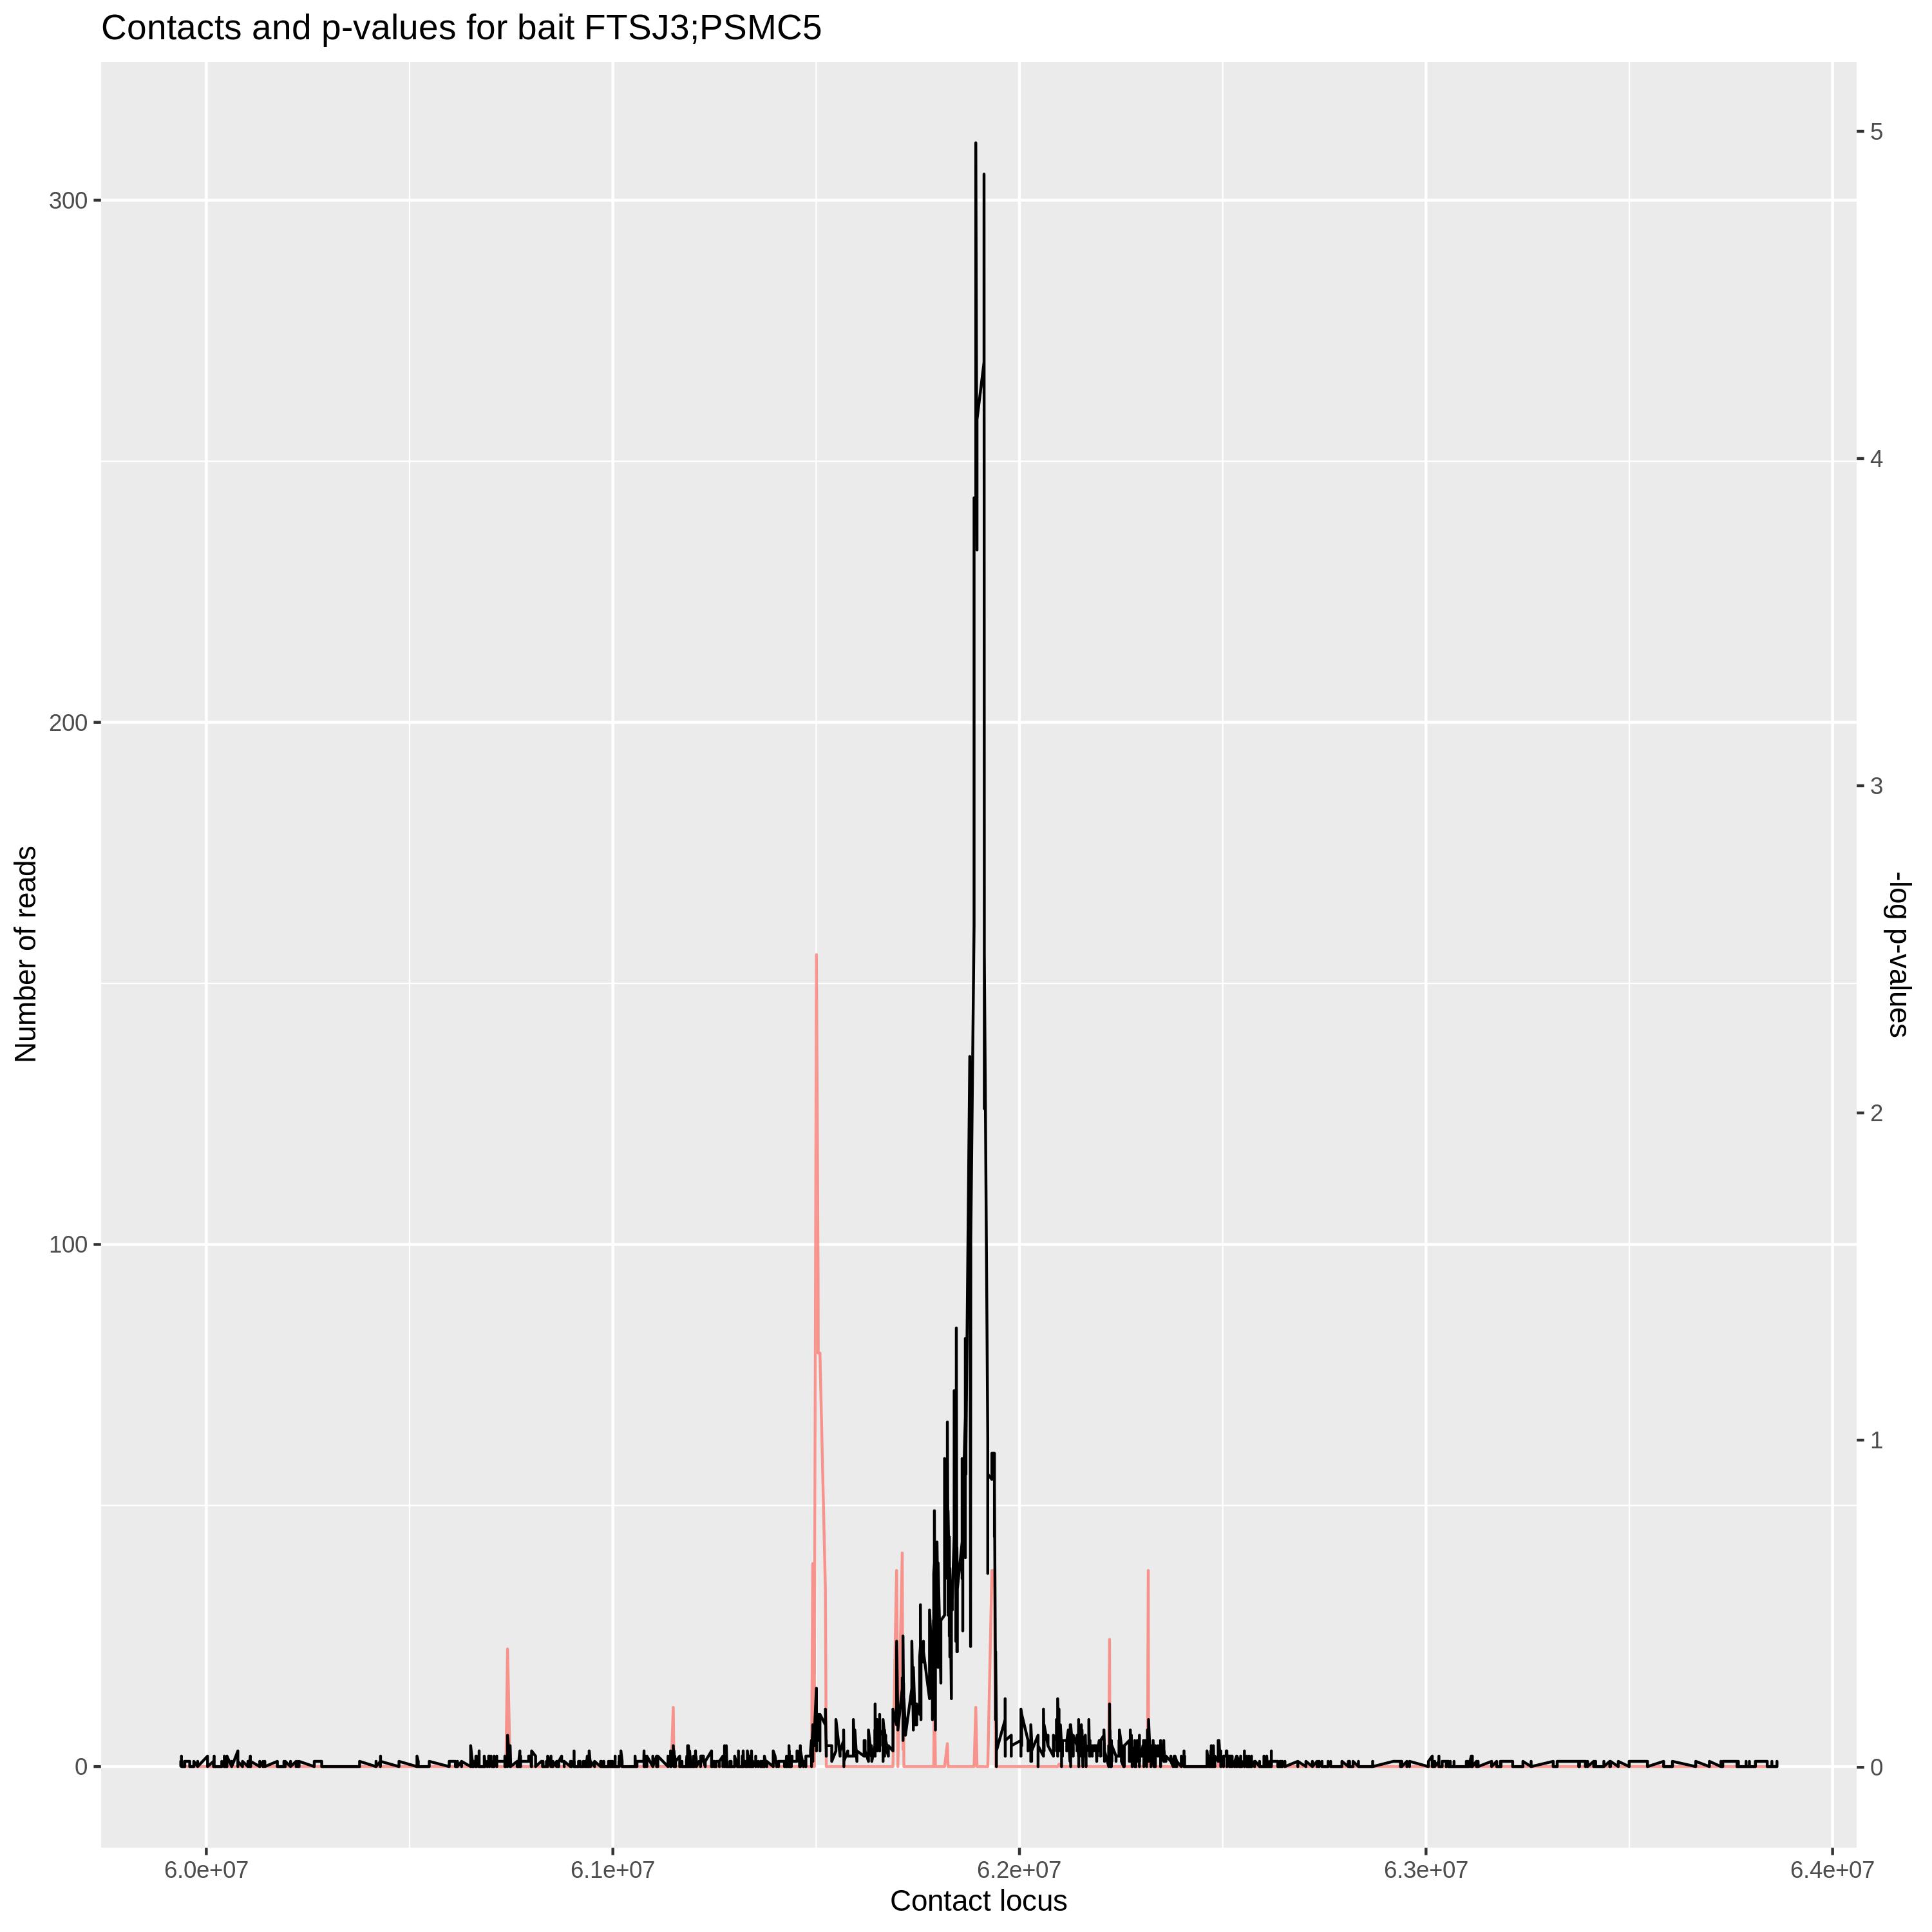 Contacts and p-values for bait FTSJ3;PSMC5
300
200
100
0
Number of reads
5
4
3
2
1
0
-log p-values
6.0e+07
6.1e+07
6.2e+07
6.3e+07
6.4e+07
Contact locus